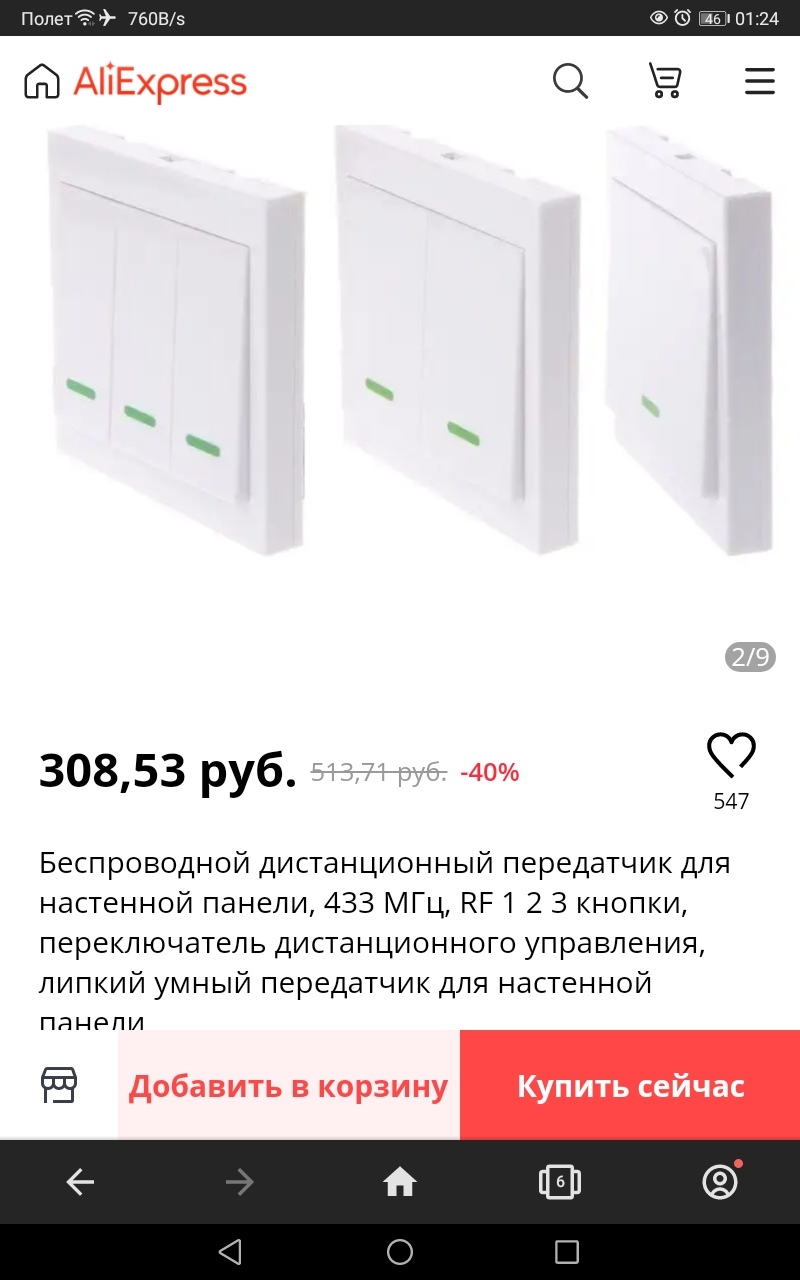 Полет 760B/s 46 01:24
AliExpress
2/9
308,53 руб. 513,71 руб. -40%
547
Беспроводной дистанционный передатчик для
настенной панели, 433 МГц, RF 1 2 3 кнопки,
переключатель дистанционного управления,
липкий умный передатчик для настенной
панели
Добавить в корзину Купить сейчас
6